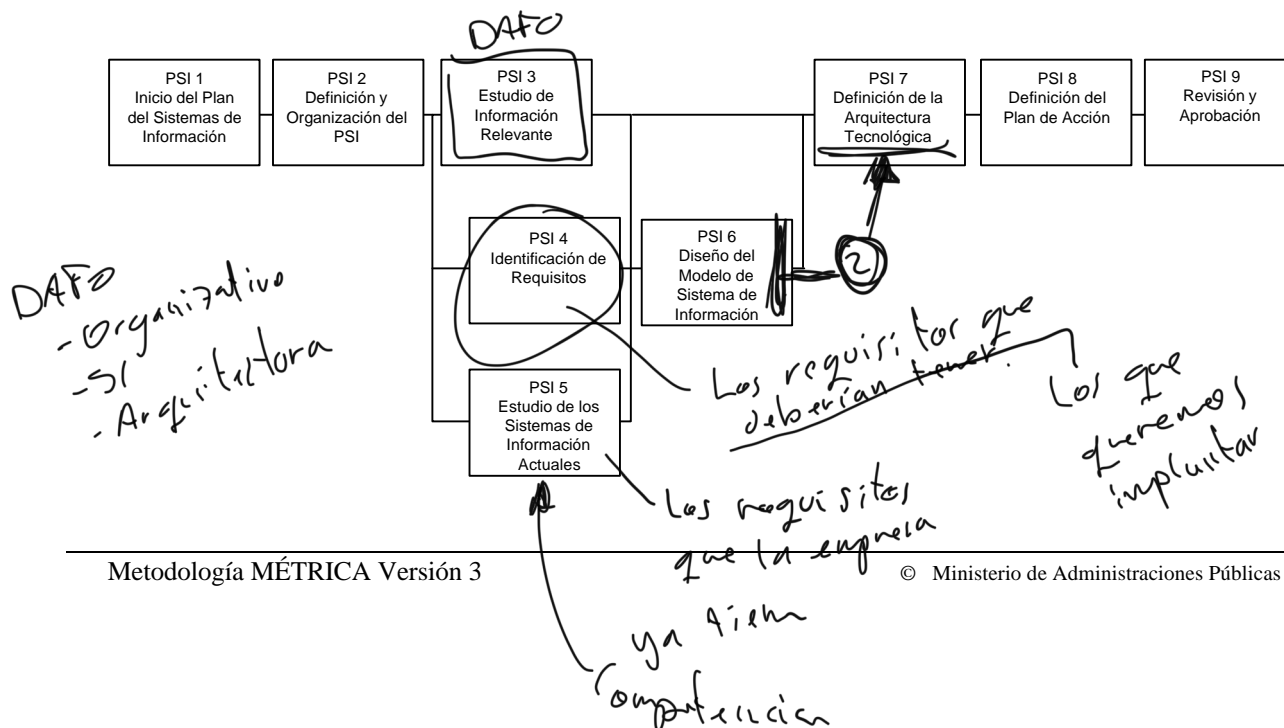 DAFO
PSI 1
Inicio del Plan
del Sistemas de
Información
PSI 2
Definición y
Organización del
PSI
PSI 3
Estudio de
Información
Relevante
PSI 7
Definición de la
Arquitectura
Tecnológica
PSI 8
Definición del
Plan de Acción
PSI 9
Revisión y
Aprobación
PSI 4
Identificación de
Requisitos
PSI 6
Diseño del
Modelo de
Sistema de
Información
2
DAFO
- Organizativo
- SI
- Arquitectura
Los requisitos que
deberían tener.
Los que
queremos
implantar
PSI 5
Estudio de los
Sistemas de
Información
Actuales
Los requisitos
que la empresa
ya tiene
Metodología MÉTRICA Versión 3
© Ministerio de Administraciones Públicas
Competencias